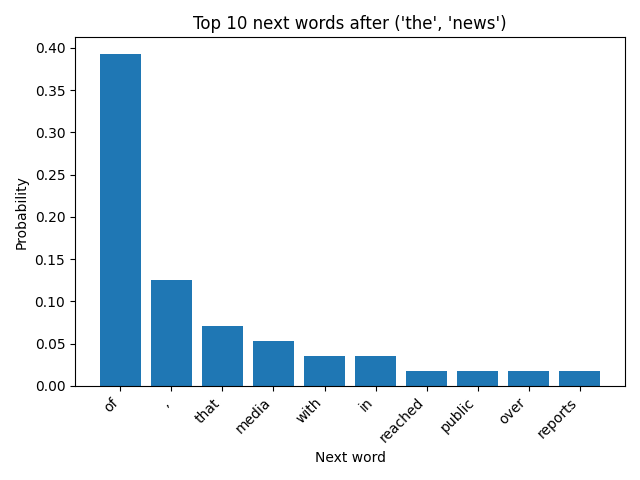 Top 10 next words after ('the', 'news')
Probability
0.40
0.35
0.30
0.25
0.20
0.15
0.10
0.05
0.00
of
,
that
media
with
in
reached
public
over
reports
Next word